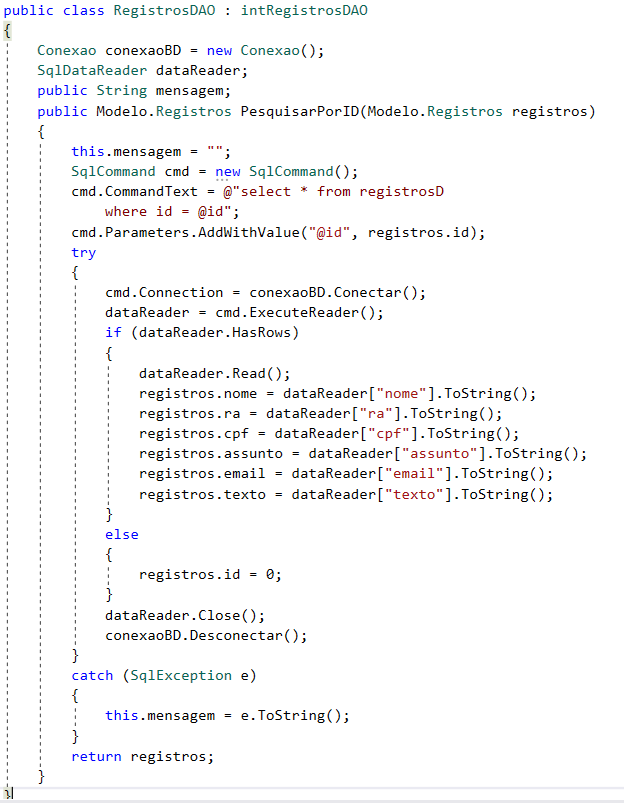 public class RegistrosDAO : intRegistrosDAO
{
    Conexao conexaoBD = new Conexao();
    SqlDataReader dataReader;
    public String mensagem;
    public Modelo.Registros PesquisarPorID(Modelo.Registros registros)
    {
        this.mensagem = "";
        SqlCommand cmd = new SqlCommand();
        cmd.CommandText = @"select * from registrosD
            where id = @id";
        cmd.Parameters.AddWithValue("@id", registros.id);
        try
        {
            cmd.Connection = conexaoBD.Conectar();
            dataReader = cmd.ExecuteReader();
            if (dataReader.HasRows)
            {
                dataReader.Read();
                registros.nome = dataReader["nome"].ToString();
                registros.ra = dataReader["ra"].ToString();
                registros.cpf = dataReader["cpf"].ToString();
                registros.assunto = dataReader["assunto"].ToString();
                registros.email = dataReader["email"].ToString();
                registros.texto = dataReader["texto"].ToString();
            }
            else
            {
                registros.id = 0;
            }
            dataReader.Close();
            conexaoBD.Desconectar();
        }
        catch (SqlException e)
        {
            this.mensagem = e.ToString();
        }
        return registros;
    }
}